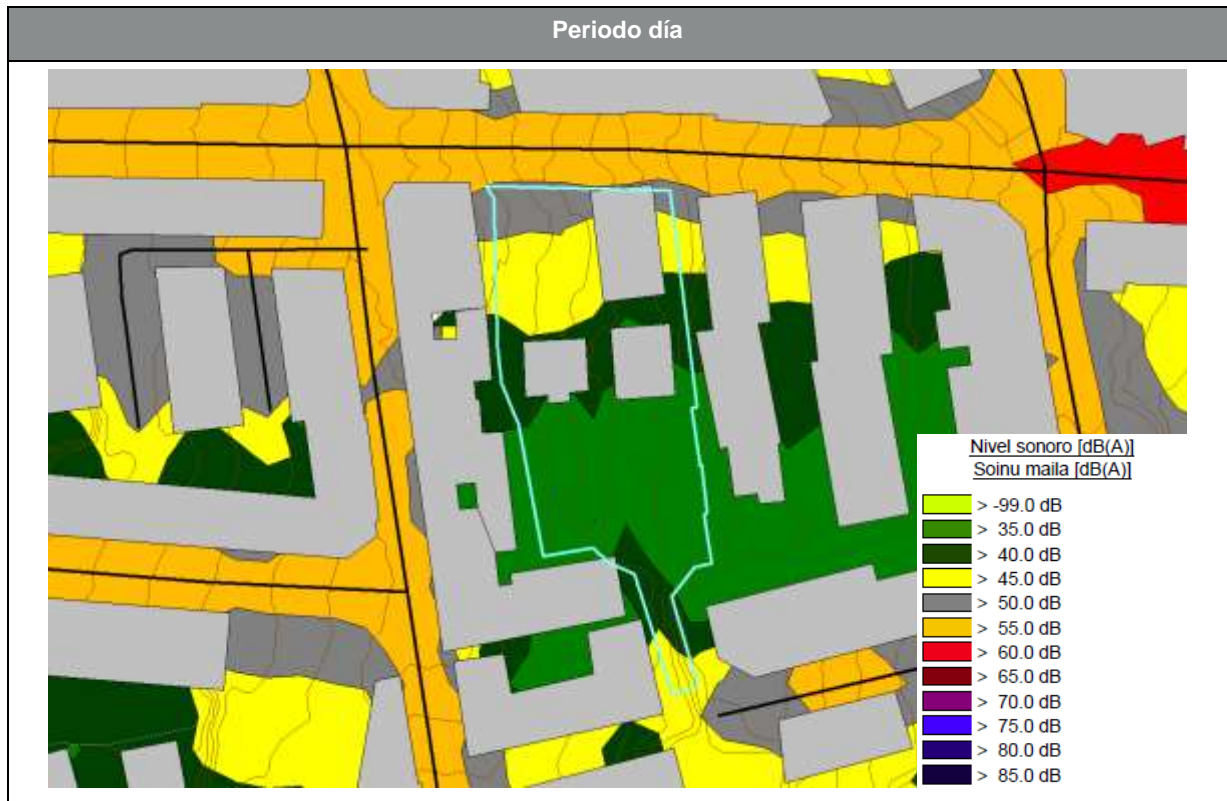 Periodo día
Nivel sonoro [dB(A)]
Soinu maila [dB(A)]
> -99.0 dB
> 35.0 dB
> 40.0 dB
> 45.0 dB
> 50.0 dB
> 55.0 dB
> 60.0 dB
> 65.0 dB
> 70.0 dB
> 75.0 dB
> 80.0 dB
> 85.0 dB